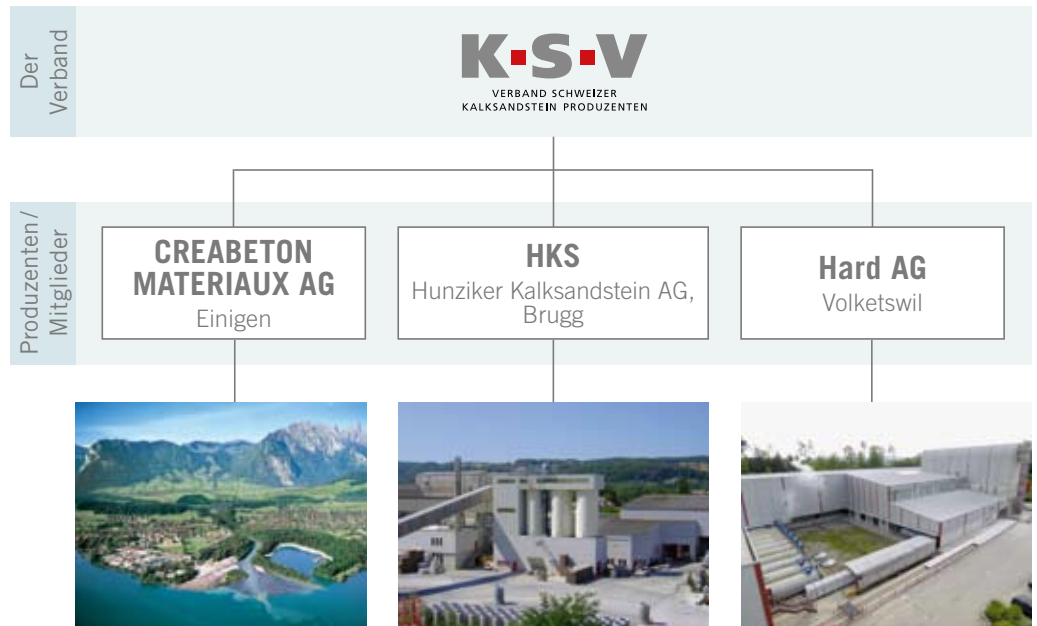 Der
Verband
K·S·V
VERBAND SCHWEIZER
KALKSANDSTEIN PRODUZENTEN
Produzenten/
Mitglieder
CREABETON
MATERIAUX AG
Einigen
HKS
Hunziker Kalksandstein AG,
Brugg
Hard AG
Volketswil